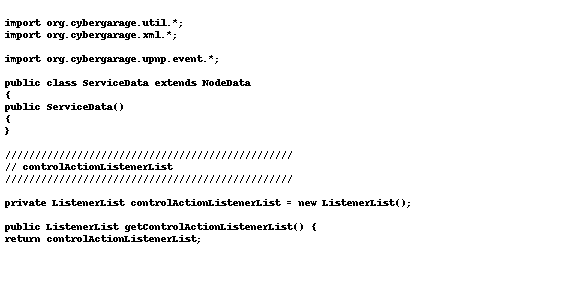 import org.cybergarage.util.*;
import org.cybergarage.xml.*;
import org.cybergarage.upnp.event.*;
public class ServiceData extends NodeData
{
public ServiceData()
{
}
////////////////////////////////////////////////
// controlActionListenerList
////////////////////////////////////////////////
private ListenerList controlActionListenerList = new ListenerList();
public ListenerList getControlActionListenerList() {
return controlActionListenerList;